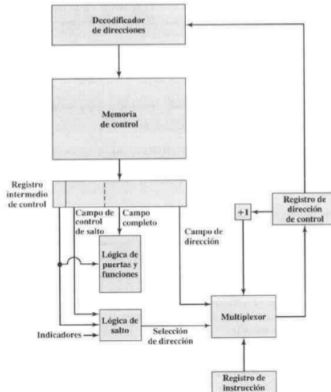 Decodificador
de direcciones
Memoria
de control
Registro
intermedio
de control
Campo de
control
de salto
Campo
completo
Campo de
dirección
+1
Registro de
dirección
de control
Lógica de
puertas y
funciones
Lógica de
salto
Indicadores
Selección
de dirección
Multiplexor
Registro de
instrucción